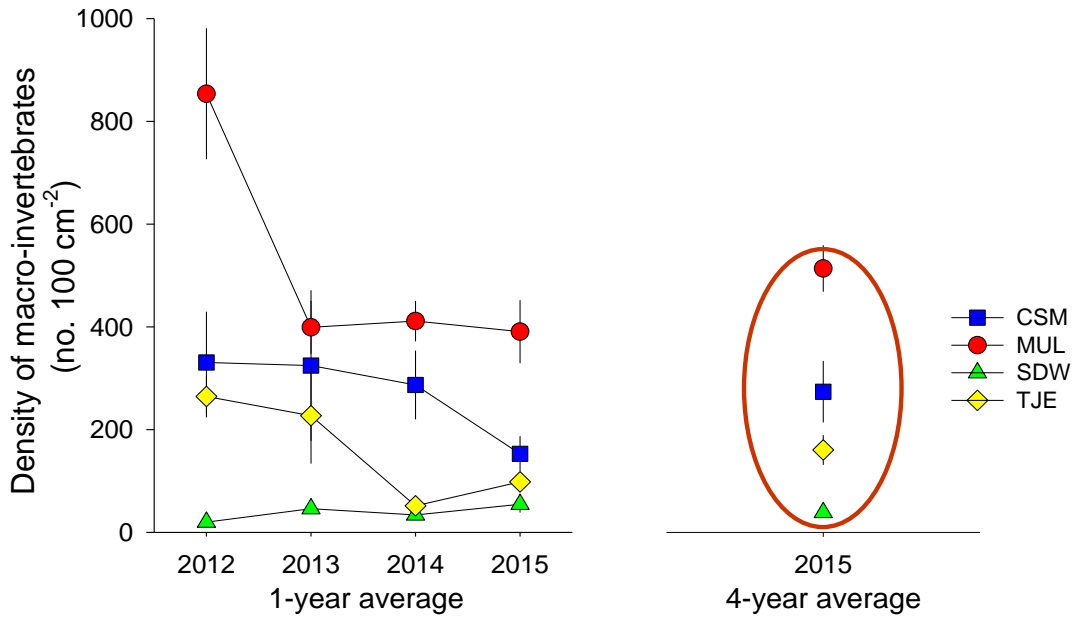 Density of macro-invertebrates
(no. 100 cm-2)
1000
800
600
400
200
0
2012 2013 2014 2015
1-year average
2015
4-year average
CSM
MUL
SDW
TJE